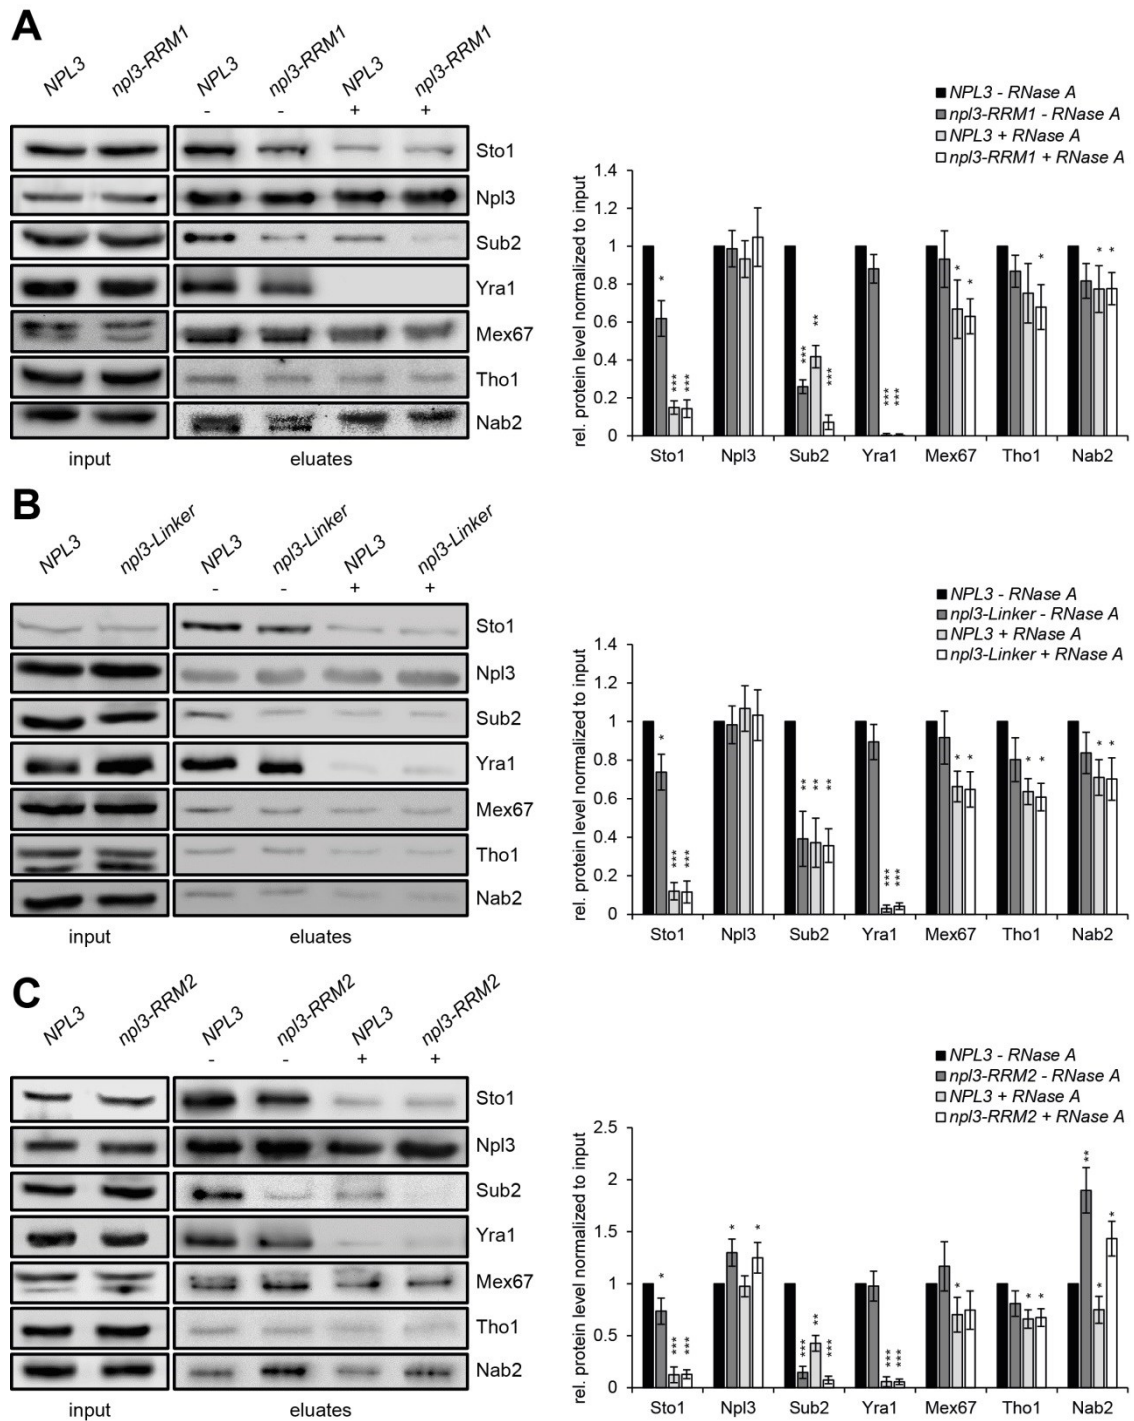 A
NPL3 npl3-RRM1 NPL3 npl3-RRM1 NPL3 npl3-RRM1
- - + +
Sto1
Npl3
Sub2
Yra1
Mex67
Tho1
Nab2
input eluates
NPL3 - RNase A
npl3-RRM1 - RNase A
NPL3 + RNase A
npl3-RRM1 + RNase A
rel. protein level normalized to input
1.4
1.2
1
0.8
0.6
0.4
0.2
0
* *** *** *** ** *** *** *** * * * * *
Sto1 Npl3 Sub2 Yra1 Mex67 Tho1 Nab2
B
NPL3 npl3-Linker NPL3 npl3-Linker NPL3 npl3-Linker
- - + +
Sto1
Npl3
Sub2
Yra1
Mex67
Tho1
Nab2
input eluates
NPL3 - RNase A
npl3-Linker - RNase A
NPL3 + RNase A
npl3-Linker + RNase A
rel. protein level normalized to input
1.4
1.2
1
0.8
0.6
0.4
0.2
0
* *** *** ** ** ** *** *** * * * * * *
Sto1 Npl3 Sub2 Yra1 Mex67 Tho1 Nab2
C
NPL3 npl3-RRM2 NPL3 npl3-RRM2 NPL3 npl3-RRM2
- - + +
Sto1
Npl3
Sub2
Yra1
Mex67
Tho1
Nab2
input eluates
NPL3 - RNase A
npl3-RRM2 - RNase A
NPL3 + RNase A
npl3-RRM2 + RNase A
rel. protein level normalized to input
2.5
2
1.5
1
0.5
0
* *** *** * * *** ** *** *** *** * * * ** * *
Sto1 Npl3 Sub2 Yra1 Mex67 Tho1 Nab2